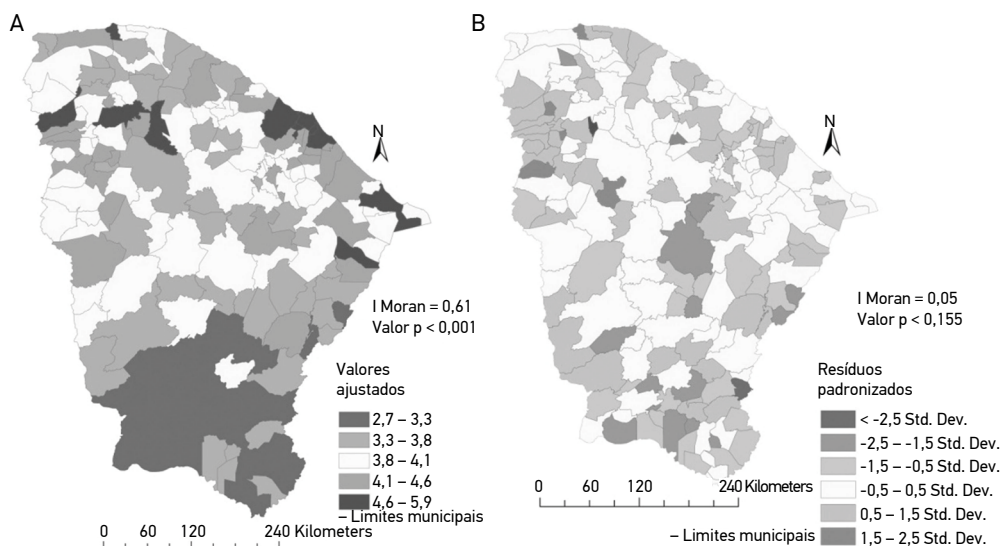 A
N
I Moran = 0,61
Valor p < 0,001
Valores
ajustados
2,7 – 3,3
3,3 – 3,8
3,8 – 4,1
4,1 – 4,6
4,6 – 5,9
– Limites municipais
0 60 120 240 Kilometers
B
N
I Moran = 0,05
Valor p < 0,155
Resíduos
padronizados
< -2,5 Std. Dev.
-2,5 – -1,5 Std. Dev.
-1,5 – -0,5 Std. Dev.
-0,5 – 0,5 Std. Dev.
0,5 – 1,5 Std. Dev.
1,5 – 2,5 Std. Dev.
0 60 120 240 Kilometers
– Limites municipais